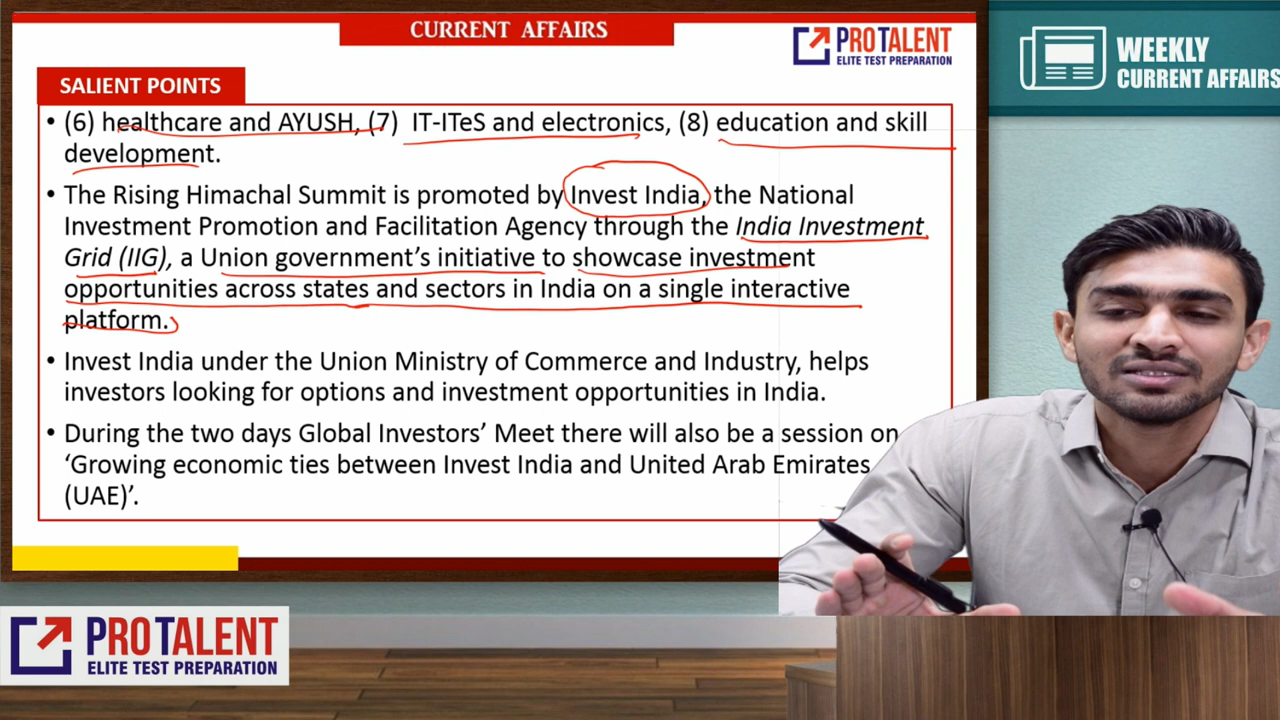 CURRENT AFFAIRS
PROTALENT
ELITE TEST PREPARATION
WEEKLY
CURRENT AFFAIRS
SALIENT POINTS
• (6) healthcare and AYUSH, (7) IT-ITeS and electronics, (8) education and skill
development.
• The Rising Himachal Summit is promoted by Invest India, the National
Investment Promotion and Facilitation Agency through the India Investment
Grid (IIG), a Union government's initiative to showcase investment
opportunities across states and sectors in India on a single interactive
platform.
• Invest India under the Union Ministry of Commerce and Industry, helps
investors looking for options and investment opportunities in India.
• During the two days Global Investors' Meet there will also be a session on
'Growing economic ties between Invest India and United Arab Emirates
(UAE)'.
PROTALENT
ELITE TEST PREPARATION